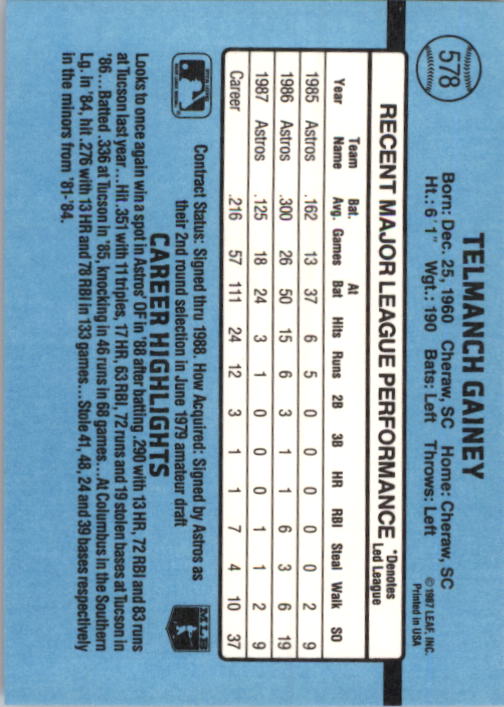 578
TELMANCH GAINEY
© 1987 LEAF, INC.
Printed in USA
Born: Dec. 25, 1960 Cheraw, SC Home: Cheraw, SC
Ht.: 6'1" Wgt.: 190 Bats: Left Throws: Left
RECENT MAJOR LEAGUE PERFORMANCE *Denotes Led League
Year Team Name Bat. Avg. Games At Bat Hits Runs 2B 3B HR RBI Steal Walk SO
1985 Astros .162 13 37 6 5 0 0 0 0 0 2 9
1986 Astros .300 26 50 15 6 3 1 1 6 3 6 19
1987 Astros .125 18 24 3 1 0 0 0 1 1 2 9
Career .216 57 111 24 12 3 1 1 7 4 10 37
Contract Status: Signed thru 1988. How Acquired: Signed by Astros as
their 2nd round selection in June 1979 amateur draft
MLB
CAREER HIGHLIGHTS
Looks to once again win a spot in Astros' OF in '88 after batting .290 with 13 HR, 72 RBI and 83 runs
at Tucson last year...Hit .351 with 11 triples, 17 HR, 63 RBI, 72 runs and 19 stolen bases at Tucson in
'86...Batted .336 at Tucson in '85, knocking in 46 runs in 68 games...At Columbus in the Southern
Lg. in '84, hit .276 with 13 HR and 78 RBI in 133 games...Stole 41, 48, 24 and 39 bases respectively
in the minors from '81-'84.